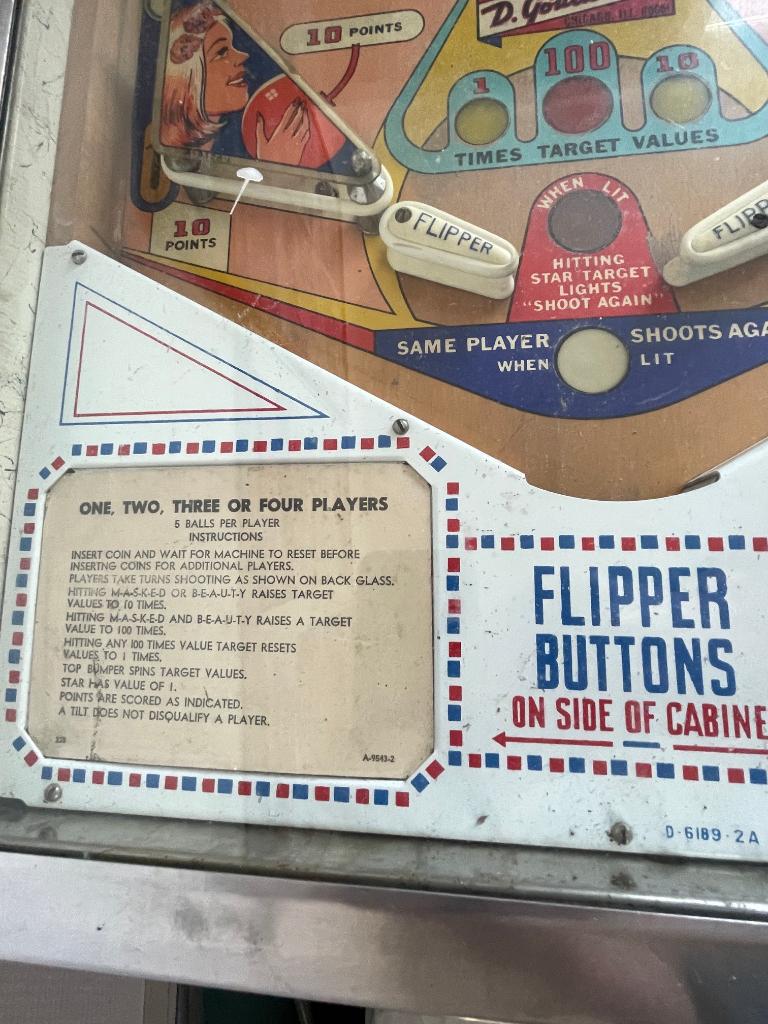 10 POINTS
D. Go
CHICAGO, ILL
1
100
10
TIMES TARGET VALUES
10
POINTS
FLIPPER
FLIPP
WHEN LIT
HITTING
STAR TARGET
LIGHTS
"SHOOT AGAIN"
SAME PLAYER SHOOTS AGA
WHEN LIT
ONE, TWO, THREE OR FOUR PLAYERS
5 BALLS PER PLAYER
INSTRUCTIONS
INSERT COIN AND WAIT FOR MACHINE TO RESET BEFORE
INSERTING COINS FOR ADDITIONAL PLAYERS.
PLAYERS TAKE TURNS SHOOTING AS SHOWN ON BACK GLASS.
HITTING M-A-S-K-E-D OR B-E-A-U-T-Y RAISES TARGET
VALUES TO 10 TIMES.
HITTING M-A-S-K-E-D AND B-E-A-U-T-Y RAISES A TARGET
VALUE TO 100 TIMES.
HITTING ANY 100 TIMES VALUE TARGET RESETS
VALUES TO 1 TIMES.
TOP BUMPER SPINS TARGET VALUES.
STAR HAS VALUE OF 1.
POINTS ARE SCORED AS INDICATED.
A TILT DOES NOT DISQUALIFY A PLAYER.
A-9543-2
FLIPPER
BUTTONS
ON SIDE OF CABINE
D-6189-2A